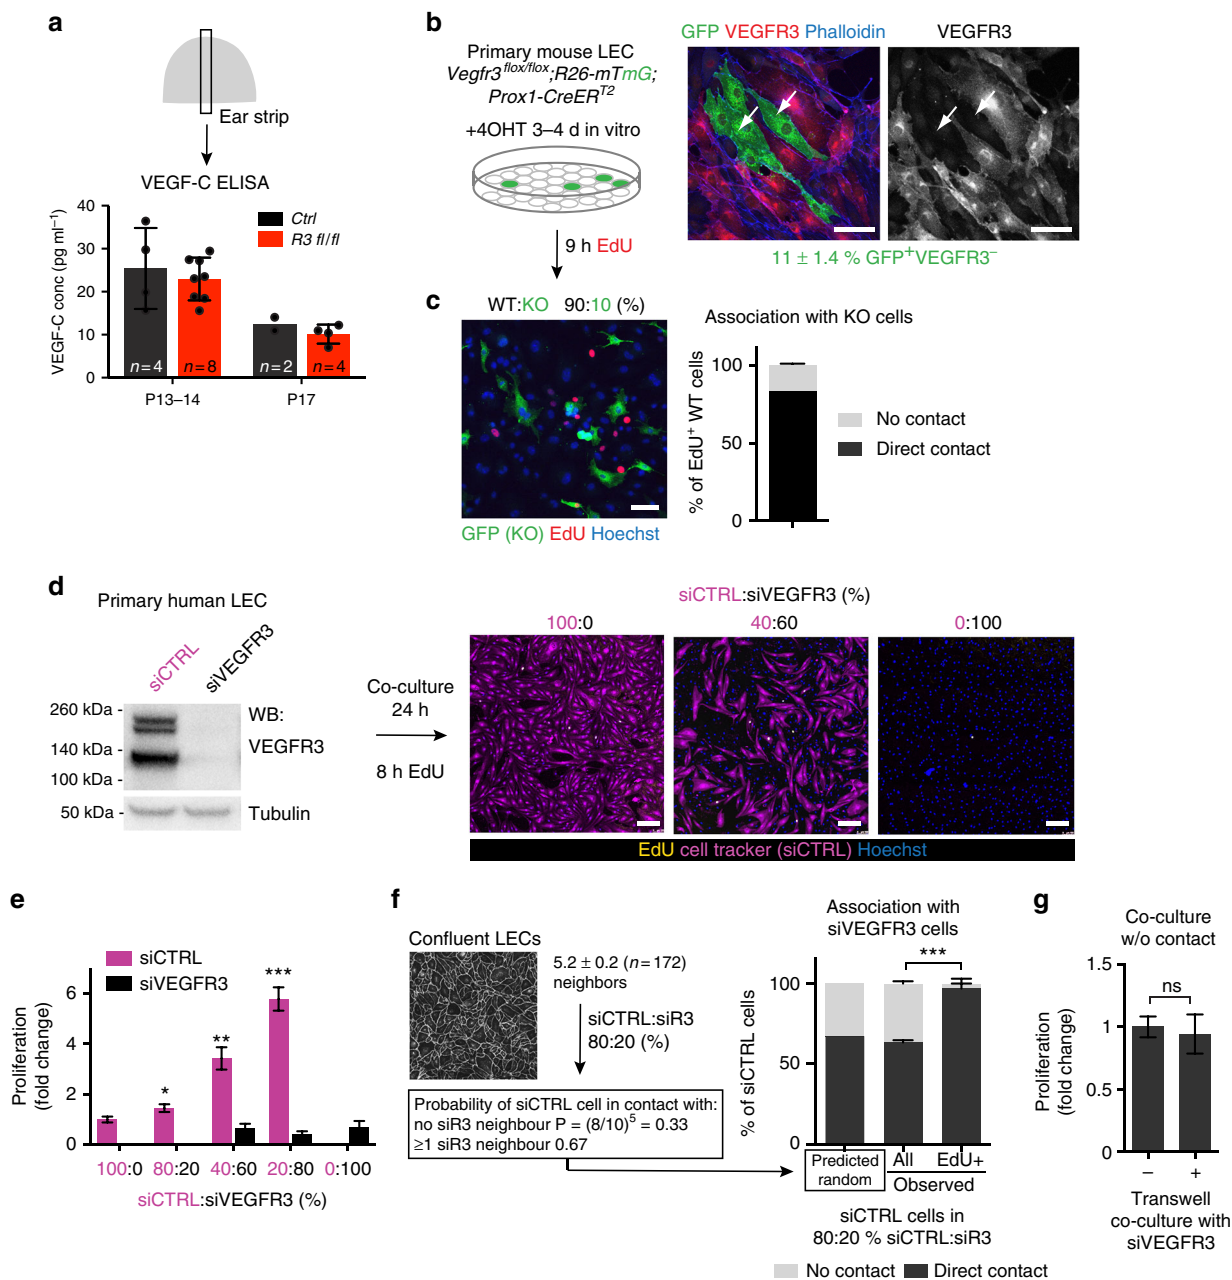 a
Ear strip
VEGF-C ELISA
VEGF-C conc (pg ml⁻¹)
40
30
20
10
0
Ctrl
R3 fl/fl
n=4
n=8
n=2
n=4
P13–14
P17
b
Primary mouse LEC
Vegfr3^flox/flox;R26-mTmG;
Prox1-CreER^T2
+4OHT 3–4 d in vitro
9 h EdU
GFP VEGFR3 Phalloidin
VEGFR3
11 ± 1.4 % GFP⁺VEGFR3⁻
c
WT:KO 90:10 (%)
GFP (KO) EdU Hoechst
Association with KO cells
% of EdU⁺ WT cells
100
50
0
No contact
Direct contact
d
Primary human LEC
siCTRL
siVEGFR3
260 kDa -
140 kDa -
100 kDa -
50 kDa -
WB:
VEGFR3
Tubulin
Co-culture
24 h
8 h EdU
siCTRL:siVEGFR3 (%)
100:0
40:60
0:100
EdU cell tracker (siCTRL) Hoechst
e
siCTRL
siVEGFR3
Proliferation
(fold change)
6
4
2
0
*
**
***
100:0
80:20
40:60
20:80
0:100
siCTRL:siVEGFR3 (%)
f
Confluent LECs
5.2 ± 0.2 (n=172)
neighbors
siCTRL:siR3
80:20 (%)
Probability of siCTRL cell in contact with:
no siR3 neighbour P = (8/10)⁵ = 0.33
≥1 siR3 neighbour 0.67
Association with
siVEGFR3 cells
***
% of siCTRL cells
100
50
0
Predicted
random
All
EdU+
Observed
siCTRL cells in
80:20 % siCTRL:siR3
No contact
Direct contact
g
Co-culture
w/o contact
Proliferation
(fold change)
1.5
1
0.5
0
ns
–
+
Transwell
co-culture with
siVEGFR3